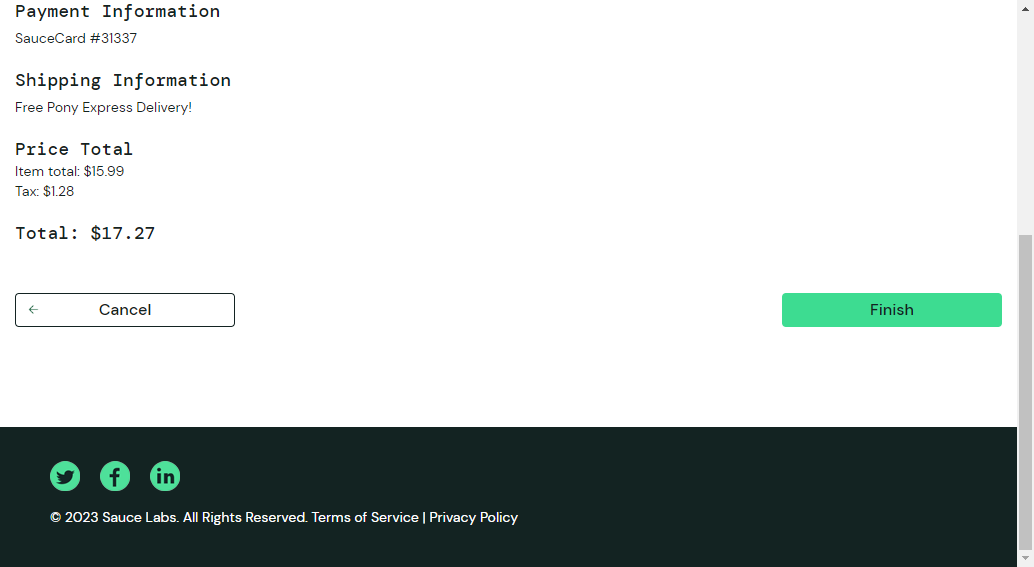 Payment Information
SauceCard #31337
Shipping Information
Free Pony Express Delivery!
Price Total
Item total: $15.99
Tax: $1.28
Total: $17.27
Cancel
Finish
© 2023 Sauce Labs. All Rights Reserved. Terms of Service | Privacy Policy